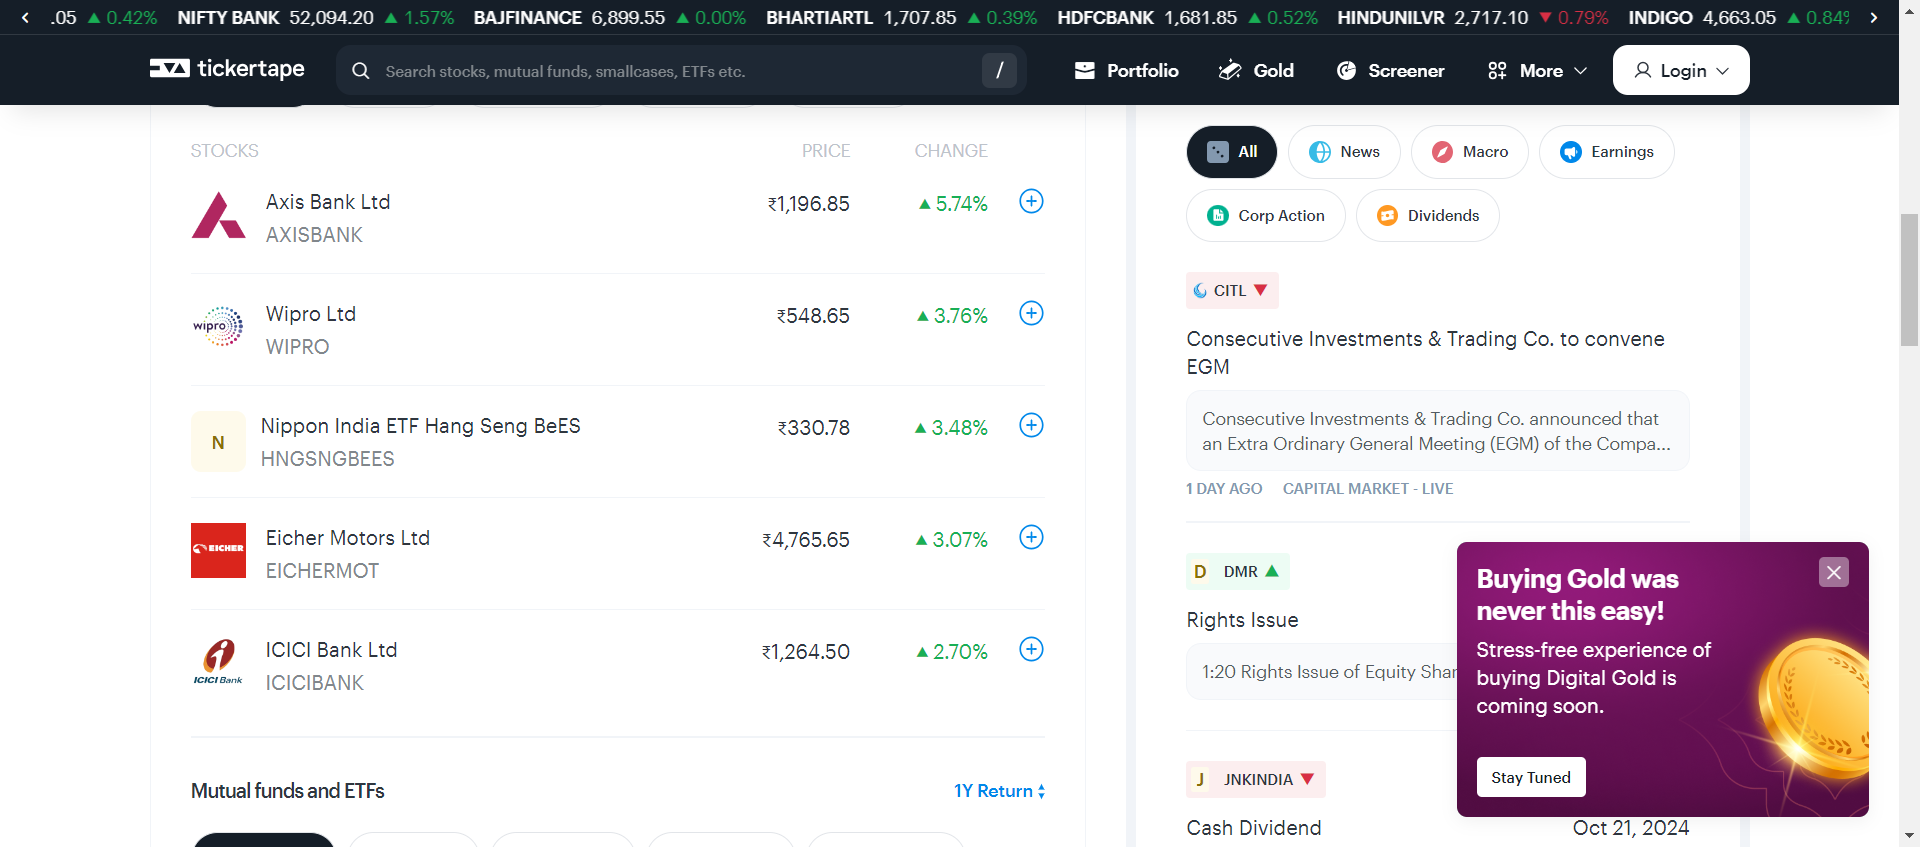 .05 ▲ 0.42% NIFTY BANK 52,094.20 ▲ 1.57% BAJFINANCE 6,899.55 ▲ 0.00% BHARTIARTL 1,707.85 ▲ 0.39% HDFCBANK 1,681.85 ▲ 0.52% HINDUNILVR 2,717.10 ▼ 0.79% INDIGO 4,663.05 ▲ 0.84%
tickertape
Search stocks, mutual funds, smallcases, ETFs etc. /
Portfolio Gold Screener More Login
STOCKS PRICE CHANGE
Axis Bank Ltd ₹1,196.85 ▲ 5.74%
AXISBANK
wipro
Wipro Ltd ₹548.65 ▲ 3.76%
WIPRO
N
Nippon India ETF Hang Seng BeES ₹330.78 ▲ 3.48%
HNGSNGBEES
EICHER
Eicher Motors Ltd ₹4,765.65 ▲ 3.07%
EICHERMOT
ICICI Bank
ICICI Bank Ltd ₹1,264.50 ▲ 2.70%
ICICIBANK
Mutual funds and ETFs 1Y Return
All News Macro Earnings
Corp Action Dividends
CITL ▼
Consecutive Investments & Trading Co. to convene
EGM
Consecutive Investments & Trading Co. announced that
an Extra Ordinary General Meeting (EGM) of the Compa...
1 DAY AGO CAPITAL MARKET - LIVE
D DMR ▲
Rights Issue
1:20 Rights Issue of Equity Shar
J JNKINDIA ▼
Cash Dividend Oct 21, 2024
Buying Gold was
never this easy!
Stress-free experience of
buying Digital Gold is
coming soon.
Stay Tuned